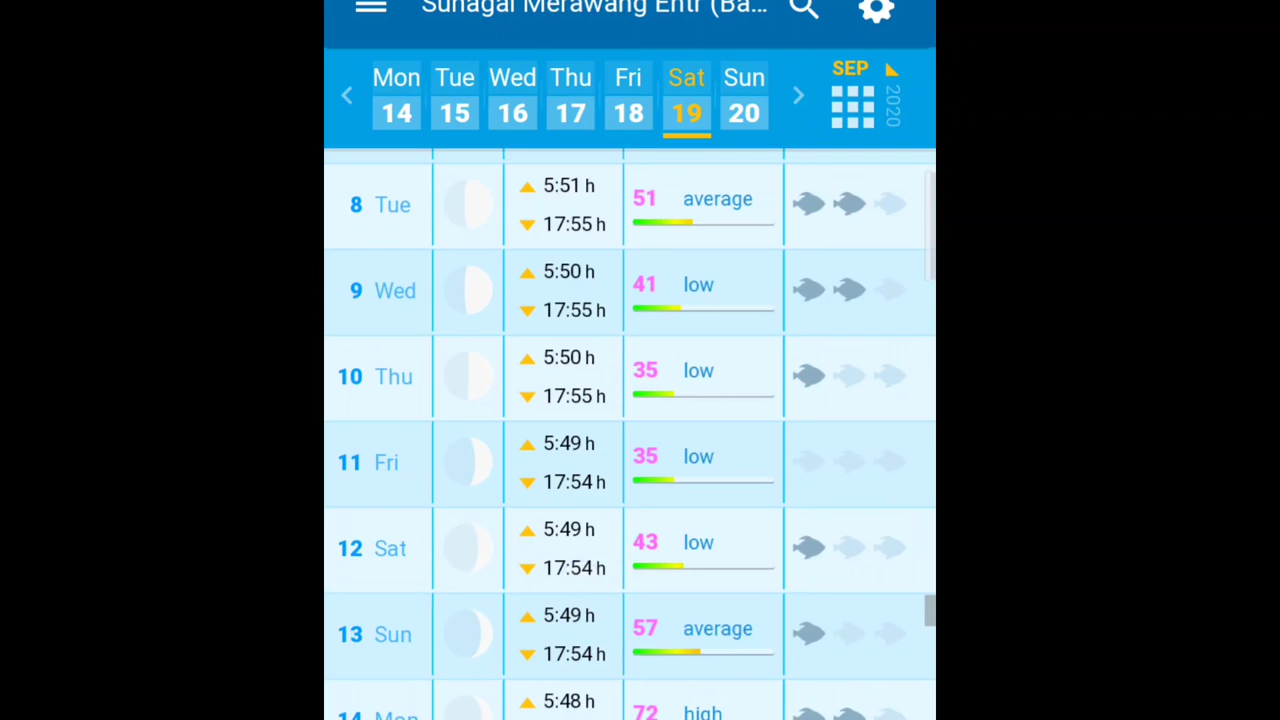 Sunagai Merawang Entr (Ba...
Mon Tue Wed Thu Fri Sat Sun
14 15 16 17 18 19 20
SEP
2020
8 Tue 5:51 h 51 average
17:55 h
9 Wed 5:50 h 41 low
17:55 h
10 Thu 5:50 h 35 low
17:55 h
11 Fri 5:49 h 35 low
17:54 h
12 Sat 5:49 h 43 low
17:54 h
13 Sun 5:49 h 57 average
17:54 h
14 Mon 5:48 h 72 high